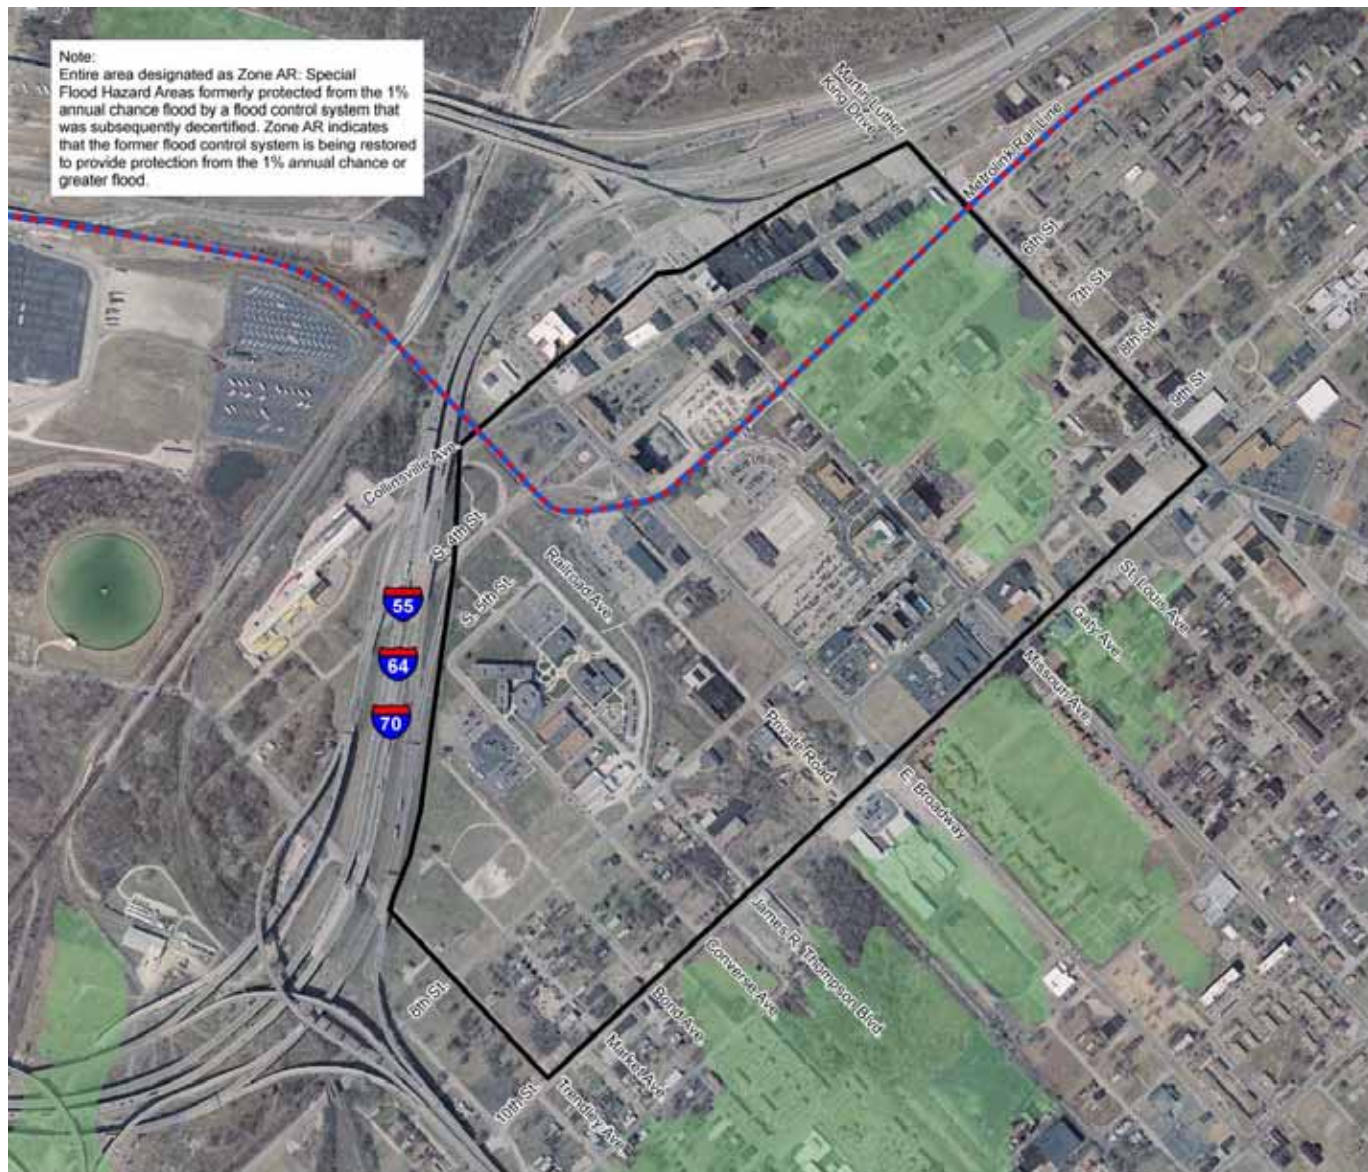 Note:
Entire area designated as Zone AR: Special
Flood Hazard Areas formerly protected from the 1%
annual chance flood by a flood control system that
was subsequently decertified. Zone AR indicates
that the former flood control system is being restored
to provide protection from the 1% annual chance or
greater flood.
Martin Luther
King Drive
Metrolink Rail Line
6th St.
7th St.
8th St.
9th St.
Collinsville Ave.
S. 4th St.
S. 5th St.
Railroad Ave.
55
64
70
St. Louis Ave.
Gaty Ave.
Missouri Ave.
Private Road
E. Broadway
James R. Thompson Blvd
Converse Ave.
Bond Ave.
Market Ave
Trendley Ave.
6th St.
10th St.